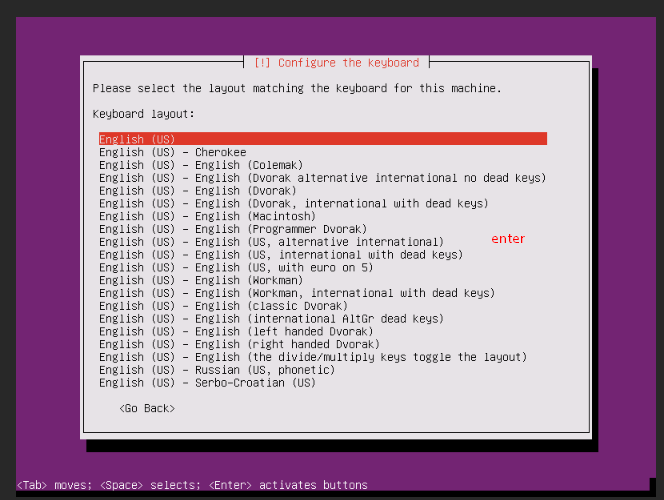 [!] Configure the keyboard
Please select the layout matching the keyboard for this machine.
Keyboard layout:
English (US)
English (US) - Cherokee
English (US) - English (Colemak)
English (US) - English (Dvorak alternative international no dead keys)
English (US) - English (Dvorak)
English (US) - English (Dvorak, international with dead keys)
English (US) - English (Macintosh)
English (US) - English (Programmer Dvorak)
English (US) - English (US, alternative international)
enter
English (US) - English (US, international with dead keys)
English (US) - English (US, with euro on 5)
English (US) - English (Workman)
English (US) - English (Workman, international with dead keys)
English (US) - English (classic Dvorak)
English (US) - English (international AltGr dead keys)
English (US) - English (left handed Dvorak)
English (US) - English (right handed Dvorak)
English (US) - English (the divide/multiply keys toggle the layout)
English (US) - Russian (US, phonetic)
English (US) - Serbo-Croatian (US)
<Go Back>
<Tab> moves; <Space> selects; <Enter> activates buttons